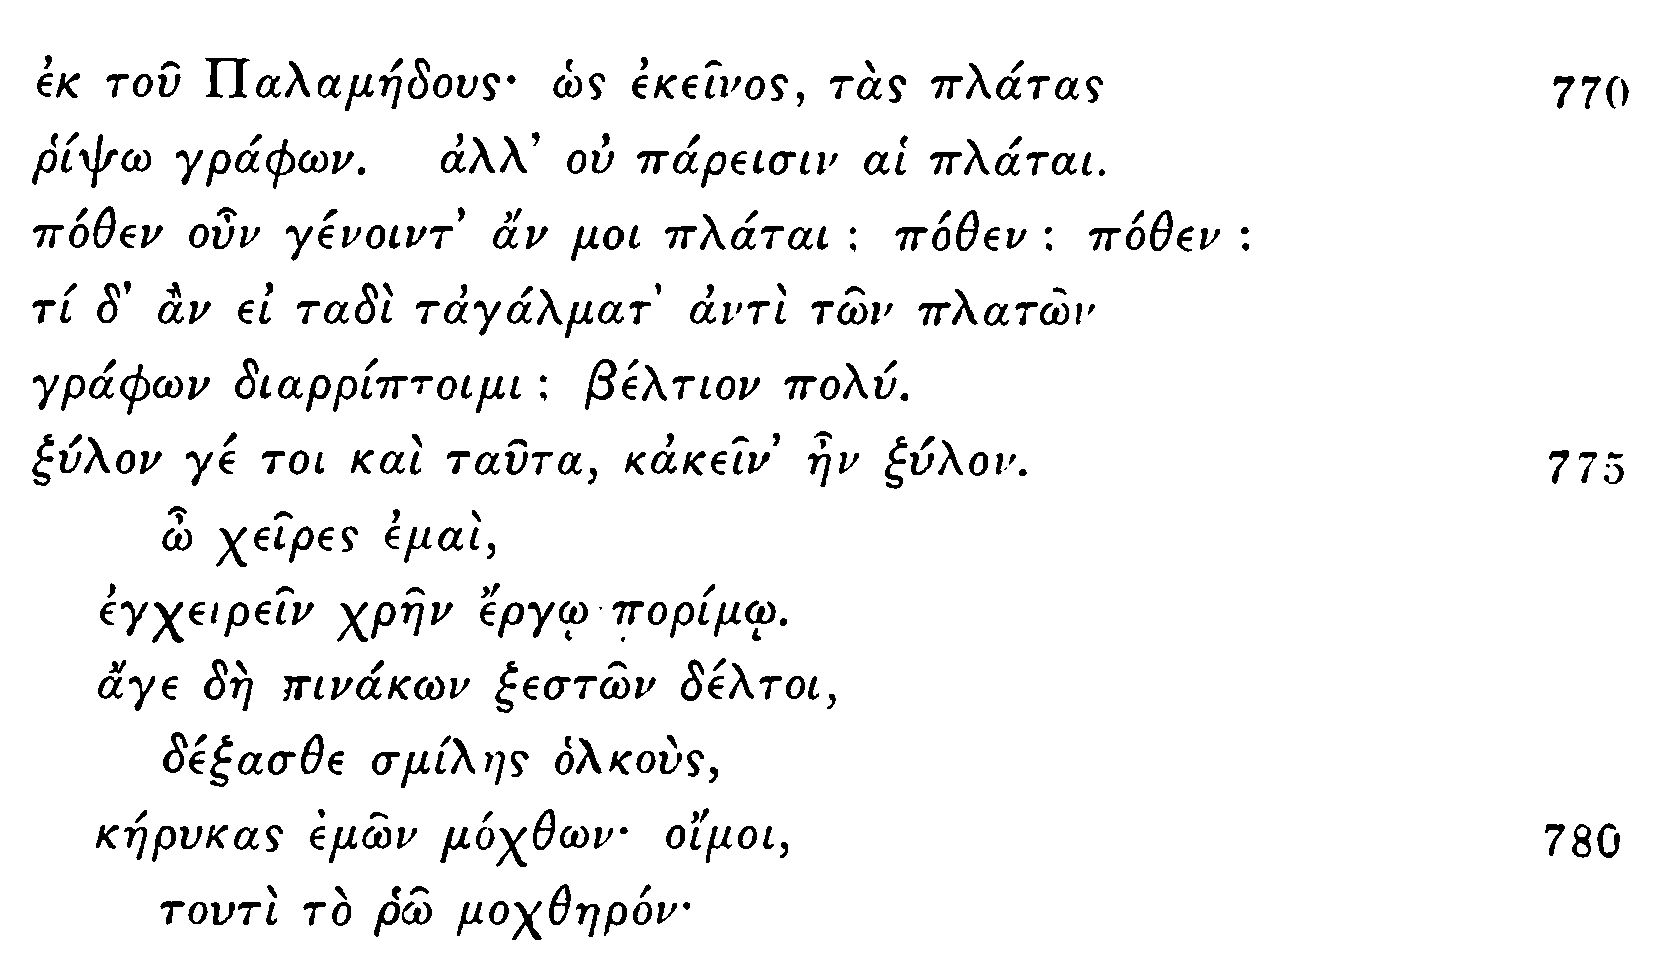 ἐκ τοῦ Παλαμήδους· ὡς ἐκεῖνος, τὰς πλάτας 770
ῥίψω γράφων. ἀλλ’ οὐ πάρεισιν αἱ πλάται.
πόθεν οὖν γένοιντ’ ἄν μοι πλάται ; πόθεν ; πόθεν ;
τί δ’ ἂν εἰ ταδὶ τἀγάλματ’ ἀντὶ τῶν πλατῶν
γράφων διαρρίπτοιμι ; βέλτιον πολύ.
ξύλον γέ τοι καὶ ταῦτα, κἀκεῖν’ ἦν ξύλον. 775
ὦ χεῖρες ἐμαὶ,
ἐγχειρεῖν χρῆν ἔργῳ πορίμῳ.
ἄγε δὴ πινάκων ξεστῶν δέλτοι,
δέξασθε σμίλης ὁλκοὺς,
κήρυκας ἐμῶν μόχθων· οἴμοι, 780
τουτὶ τὸ ῥῶ μοχθηρόν·